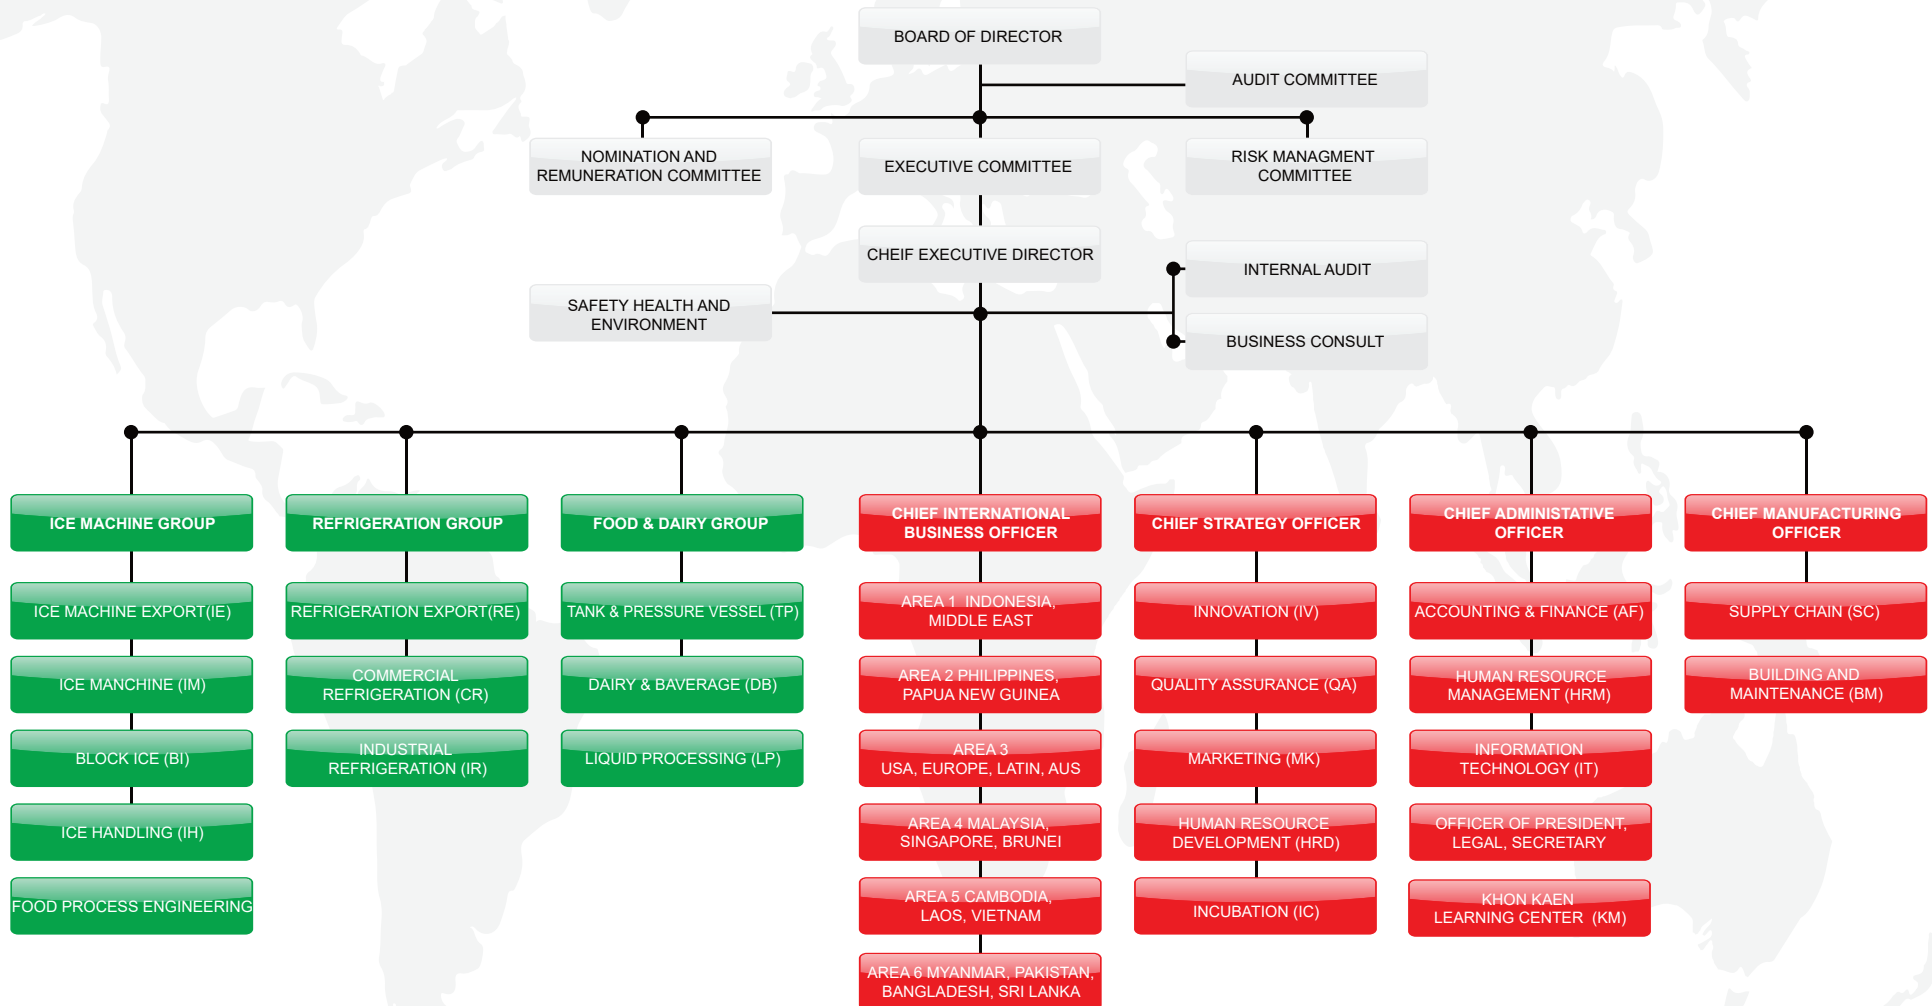 BOARD OF DIRECTOR
AUDIT COMMITTEE
NOMINATION AND
REMUNERATION COMMITTEE
EXECUTIVE COMMITTEE
RISK MANAGMENT
COMMITTEE
CHEIF EXECUTIVE DIRECTOR
INTERNAL AUDIT
SAFETY HEALTH AND
ENVIRONMENT
BUSINESS CONSULT
ICE MACHINE GROUP
ICE MACHINE EXPORT(IE)
ICE MANCHINE (IM)
BLOCK ICE (BI)
ICE HANDLING (IH)
FOOD PROCESS ENGINEERING
REFRIGERATION GROUP
REFRIGERATION EXPORT(RE)
COMMERCIAL
REFRIGERATION (CR)
INDUSTRIAL
REFRIGERATION (IR)
FOOD & DAIRY GROUP
TANK & PRESSURE VESSEL (TP)
DAIRY & BAVERAGE (DB)
LIQUID PROCESSING (LP)
CHIEF INTERNATIONAL
BUSINESS OFFICER
AREA 1 INDONESIA,
MIDDLE EAST
AREA 2 PHILIPPINES,
PAPUA NEW GUINEA
AREA 3
USA, EUROPE, LATIN, AUS
AREA 4 MALAYSIA,
SINGAPORE, BRUNEI
AREA 5 CAMBODIA,
LAOS, VIETNAM
AREA 6 MYANMAR, PAKISTAN,
BANGLADESH, SRI LANKA
CHIEF STRATEGY OFFICER
INNOVATION (IV)
QUALITY ASSURANCE (QA)
MARKETING (MK)
HUMAN RESOURCE
DEVELOPMENT (HRD)
INCUBATION (IC)
CHIEF ADMINISTATIVE
OFFICER
ACCOUNTING & FINANCE (AF)
HUMAN RESOURCE
MANAGEMENT (HRM)
INFORMATION
TECHNOLOGY (IT)
OFFICER OF PRESIDENT,
LEGAL, SECRETARY
KHON KAEN
LEARNING CENTER (KM)
CHIEF MANUFACTURING
OFFICER
SUPPLY CHAIN (SC)
BUILDING AND
MAINTENANCE (BM)